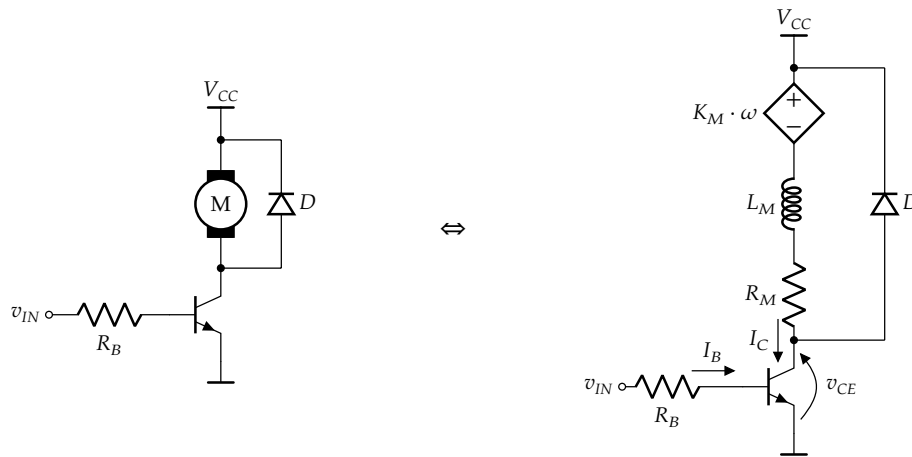 V_CC
M
D
v_IN
R_B
⇔
V_CC
K_M · ω
+
−
L_M
D
R_M
I_C
I_B
v_CE
v_IN
R_B